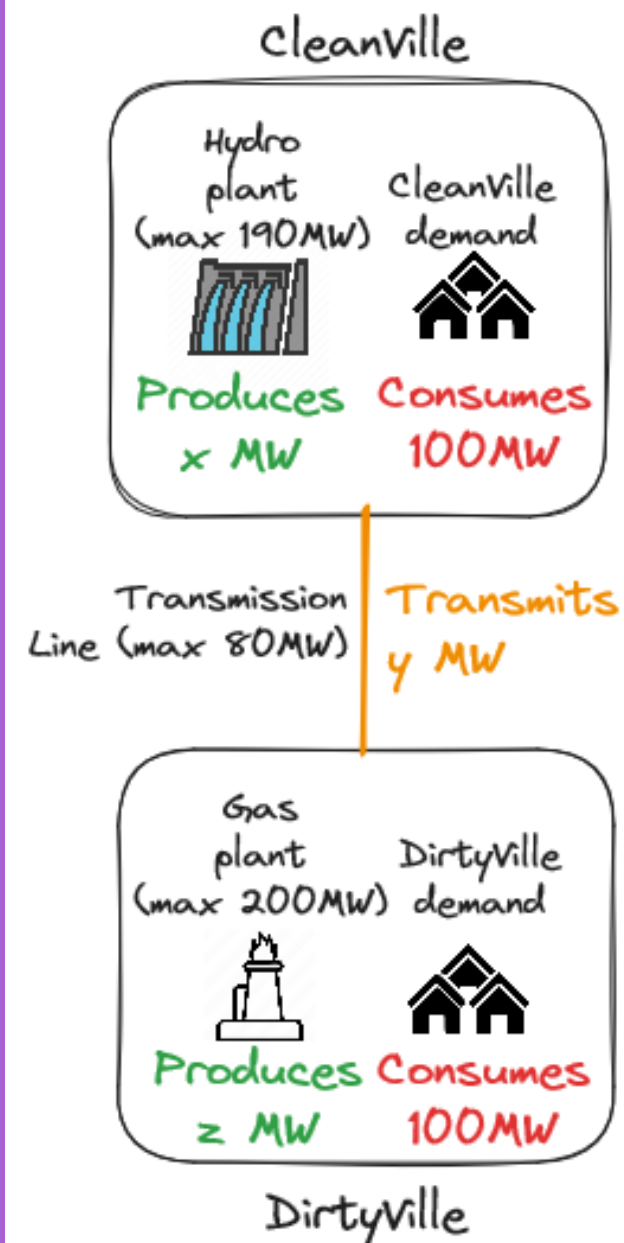 CleanVille
Hydro
plant
(max 190MW)
CleanVille
demand
Produces
x MW
Consumes
100MW
Transmission
Line (max 80MW)
Transmits
y MW
Gas
plant
(max 200MW)
DirtyVille
demand
Produces
z MW
Consumes
100MW
DirtyVille